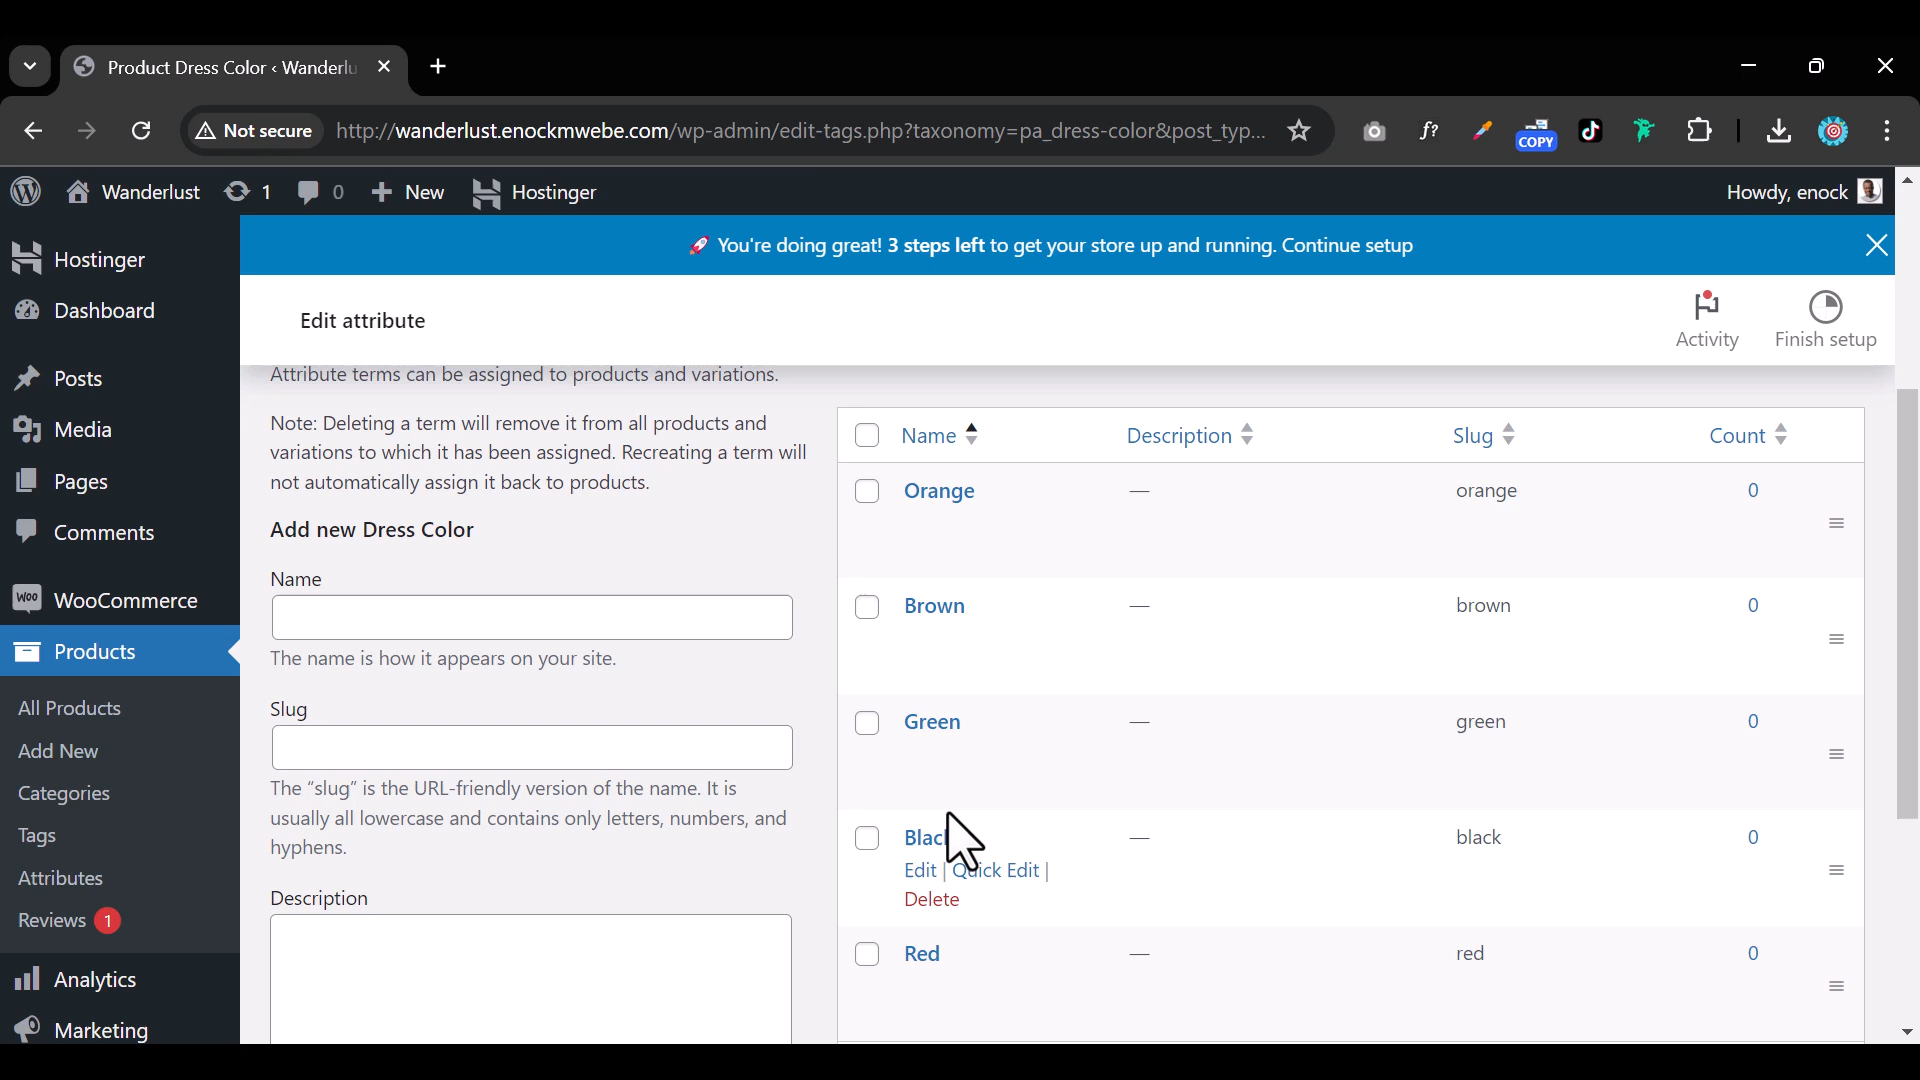 Product Dress Color ‹ Wanderlu
Not secure
http://wanderlust.enockmwebe.com/wp-admin/edit-tags.php?taxonomy=pa_dress-color&post_typ...
f?
COPY
Wanderlust
1
0
New
Hostinger
Howdy, enock
Hostinger
Dashboard
Posts
Media
Pages
Comments
WooCommerce
Products
All Products
Add New
Categories
Tags
Attributes
Reviews 1
Analytics
Marketing
🚀 You're doing great! 3 steps left to get your store up and running. Continue setup
Edit attribute
Activity
Finish setup
Attribute terms can be assigned to products and variations.
Note: Deleting a term will remove it from all products and
variations to which it has been assigned. Recreating a term will
not automatically assign it back to products.
Add new Dress Color
Name
The name is how it appears on your site.
Slug
The “slug” is the URL-friendly version of the name. It is
usually all lowercase and contains only letters, numbers, and
hyphens.
Description
Name Description Slug Count
Orange — orange 0
Brown — brown 0
Green — green 0
Black — black 0
Edit | Quick Edit |
Delete
Red — red 0